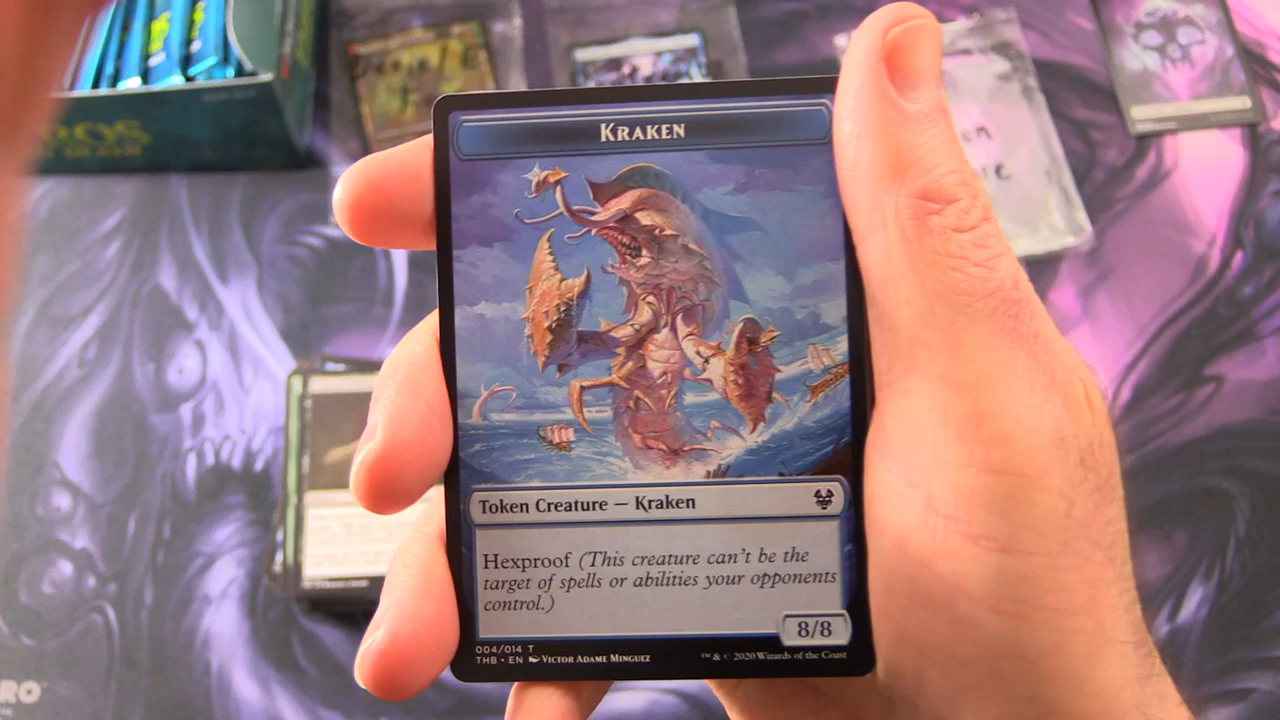 KRAKEN
Token Creature — Kraken
Hexproof (This creature can't be the
target of spells or abilities your opponents
control.)
8/8
004/014 T
THB • EN VICTOR ADAME MINGUEZ
™ & © 2020 Wizards of the Coast